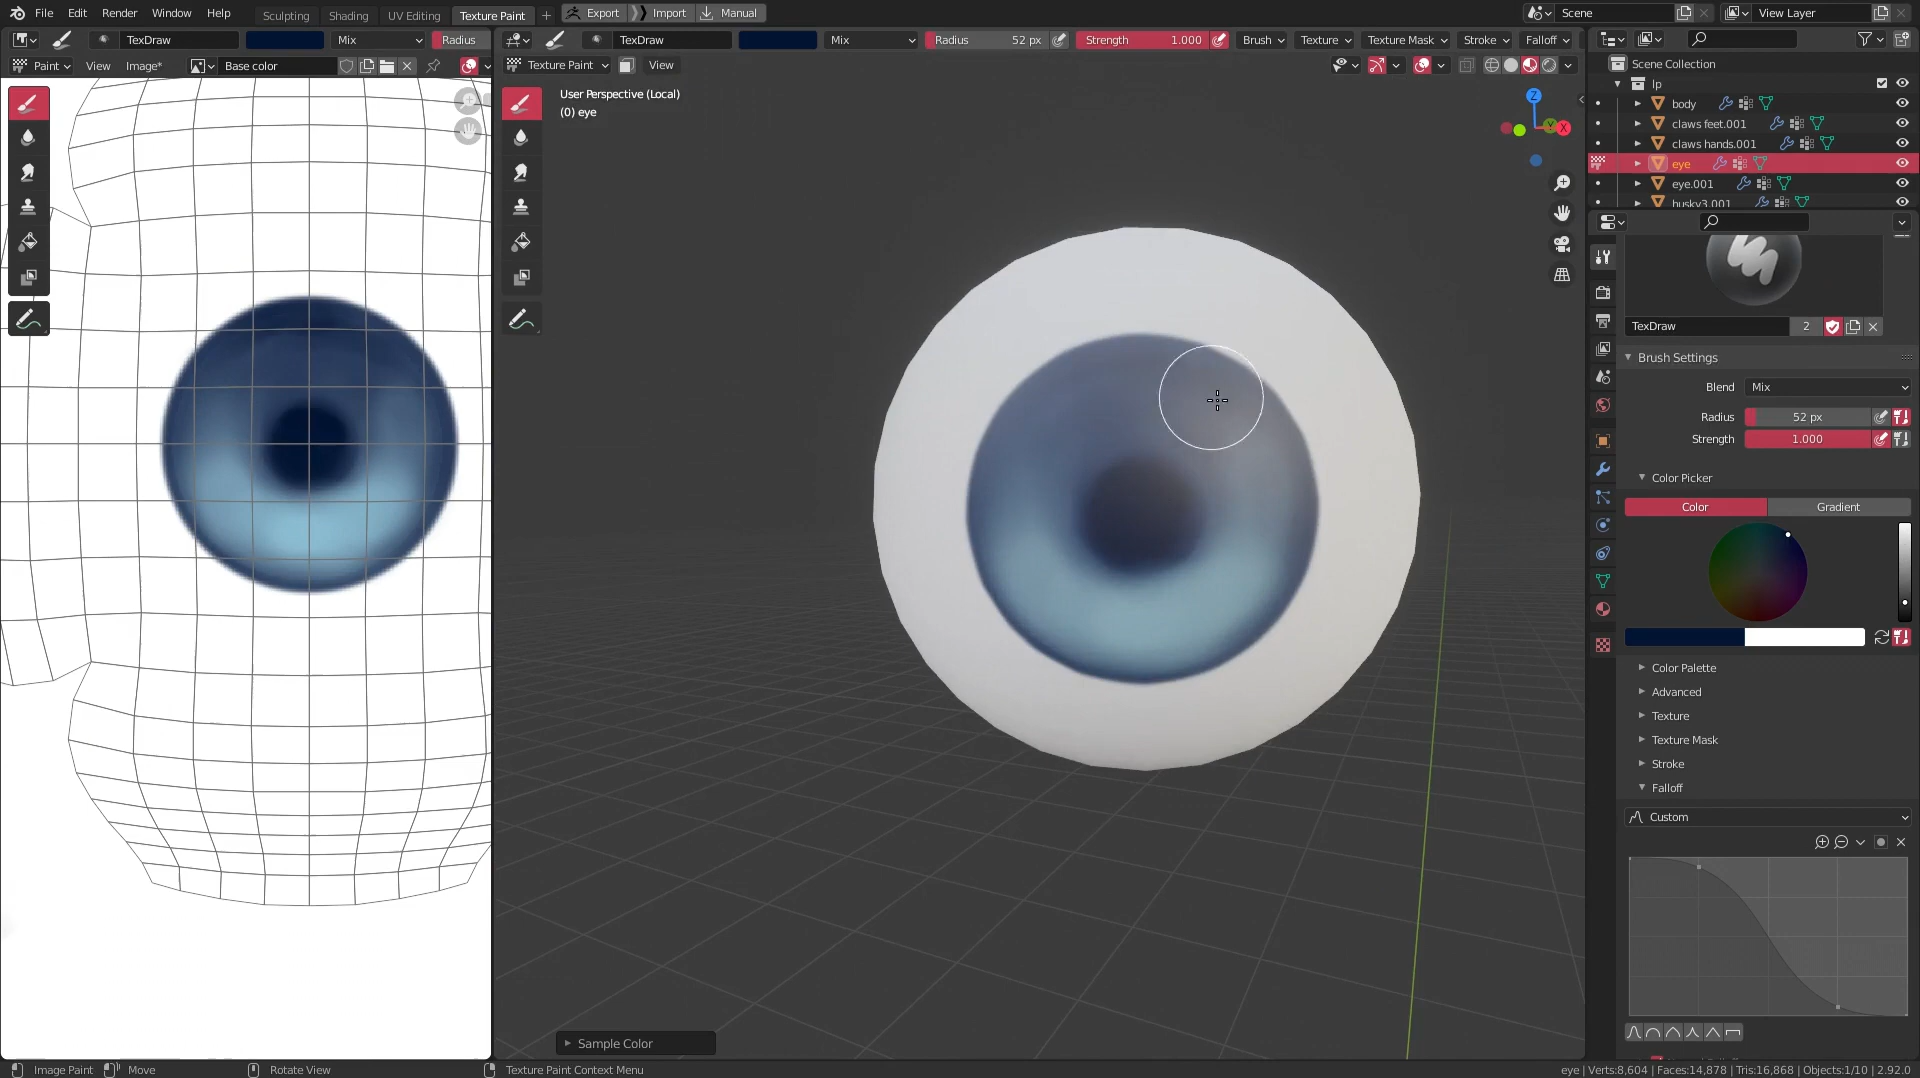 File Edit Render Window Help Sculpting Shading UV Editing Texture Paint + Export Import Manual Scene View Layer
TexDraw Mix Radius TexDraw Mix Radius 52 px Strength 1.000 Brush Texture Texture Mask Stroke Falloff
Paint View Image* Base color Texture Paint View
Scene Collection
lp
body
claws feet.001
claws hands.001
eye
eye.001
husky3.001
User Perspective (Local)
(0) eye
Z
Y
X
TexDraw 2
Brush Settings
Blend Mix
Radius 52 px
Strength 1.000
Color Picker
Color Gradient
Color Palette
Advanced
Texture
Texture Mask
Stroke
Falloff
Custom
Sample Color
Image Paint Move Rotate View Texture Paint Context Menu eye | Verts:8,604 | Faces:14,878 | Tris:16,868 | Objects:1/10 | 2.92.0